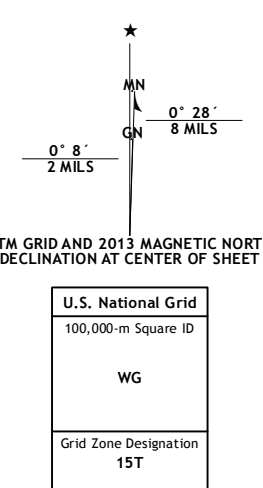 ★
MN
0° 28´
GN
8 MILS
0° 8´
2 MILS
TM GRID AND 2013 MAGNETIC NORT
DECLINATION AT CENTER OF SHEET
U.S. National Grid
100,000-m Square ID
WG
Grid Zone Designation
15T